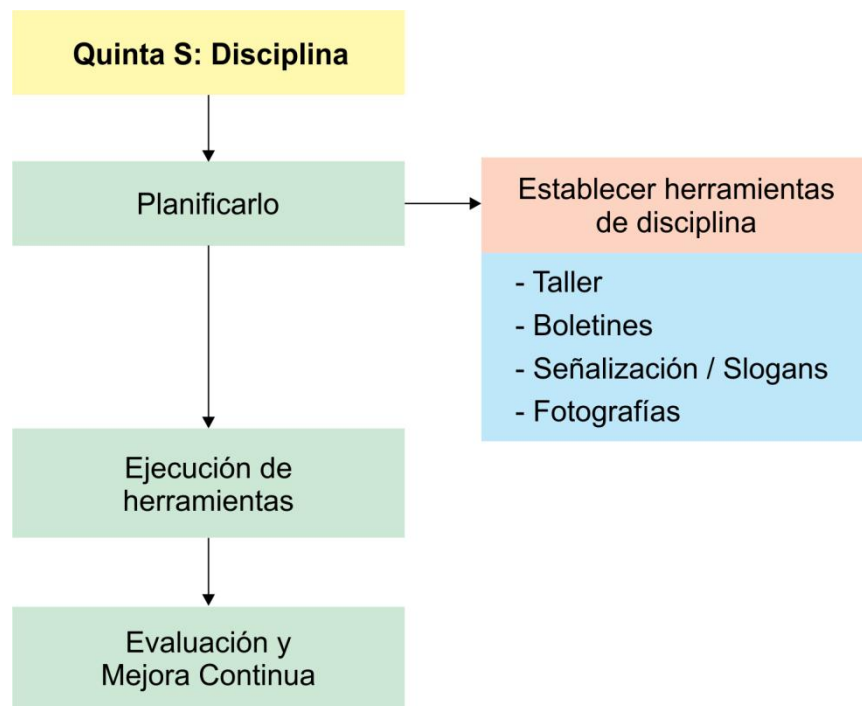 Quinta S: Disciplina
Planificarlo
Establecer herramientas
de disciplina
- Taller
- Boletines
- Señalización / Slogans
- Fotografías
Ejecución de
herramientas
Evaluación y
Mejora Continua